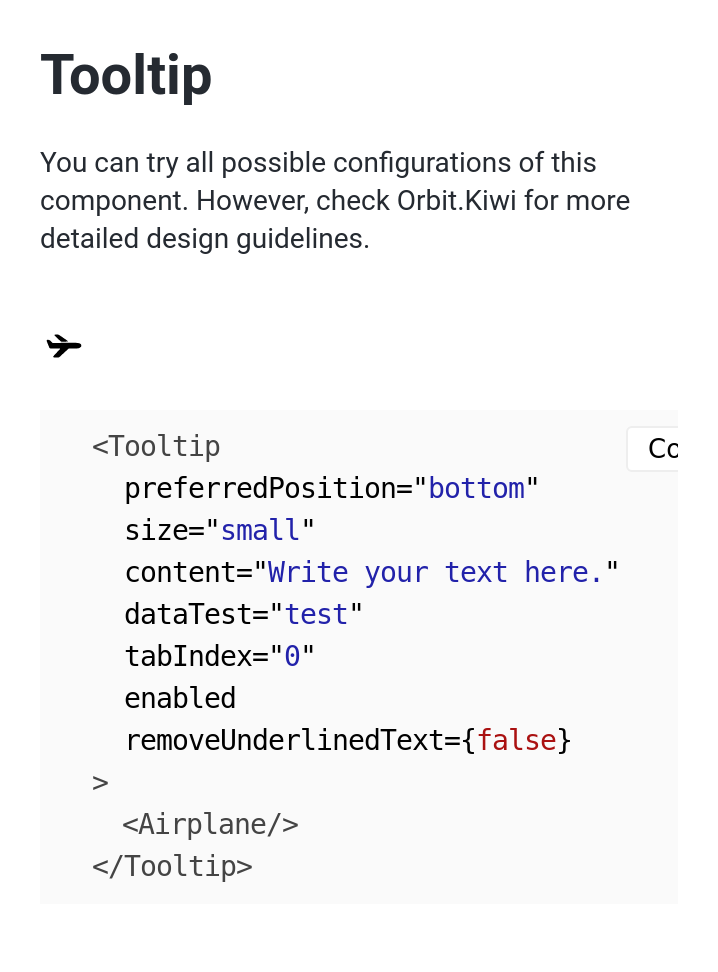 Tooltip
You can try all possible configurations of this
component. However, check Orbit.Kiwi for more
detailed design guidelines.
<Tooltip
Co
preferredPosition="bottom"
size="small"
content="Write your text here."
dataTest="test"
tabIndex="0"
enabled
removeUnderlinedText={false}
>
<Airplane/>
</Tooltip>